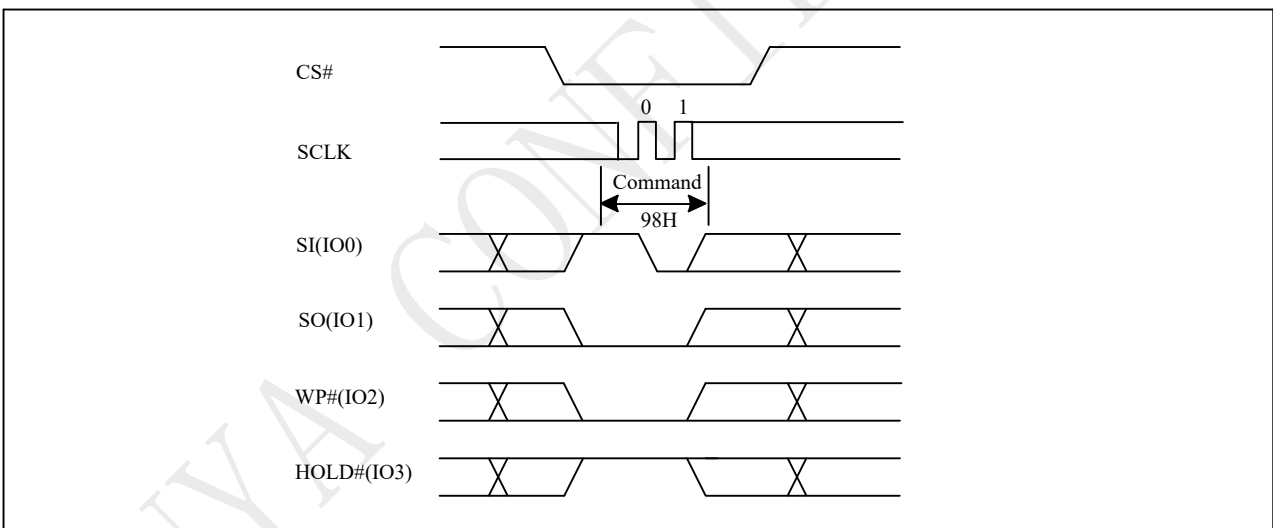 CS#
0 1
SCLK
Command
98H
SI(IO0)
SO(IO1)
WP#(IO2)
HOLD#(IO3)